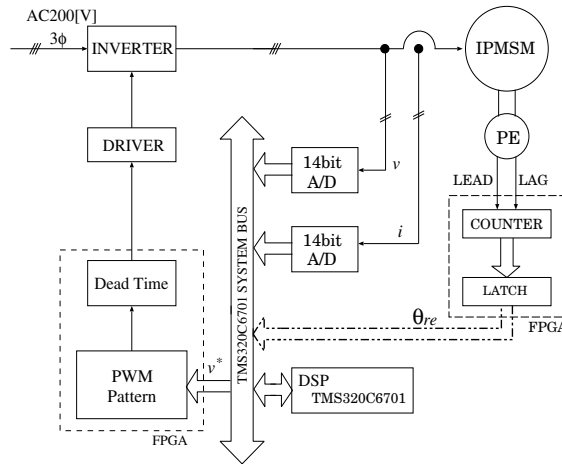 AC200[V]
3ϕ
INVERTER
IPMSM
DRIVER
PE
14bit
A/D
v
LEAD
LAG
TMS320C6701 SYSTEM BUS
14bit
A/D
i
COUNTER
Dead Time
LATCH
θre
FPGA
PWM
Pattern
v*
DSP
TMS320C6701
FPGA